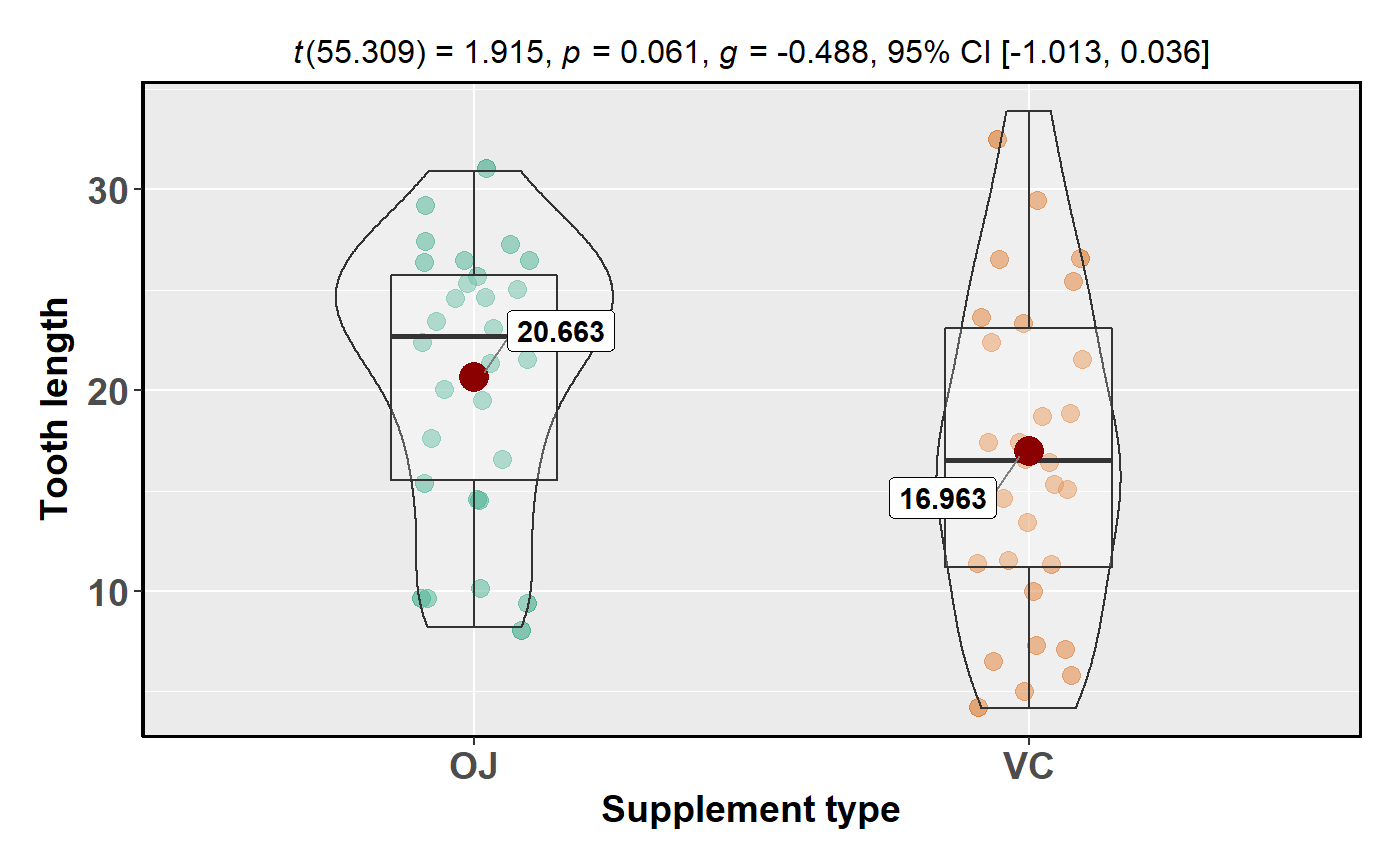 t(55.309) = 1.915, p = 0.061, g = -0.488, 95% CI [-1.013, 0.036]
30
20
10
Tooth length
20.663
16.963
OJ
VC
Supplement type